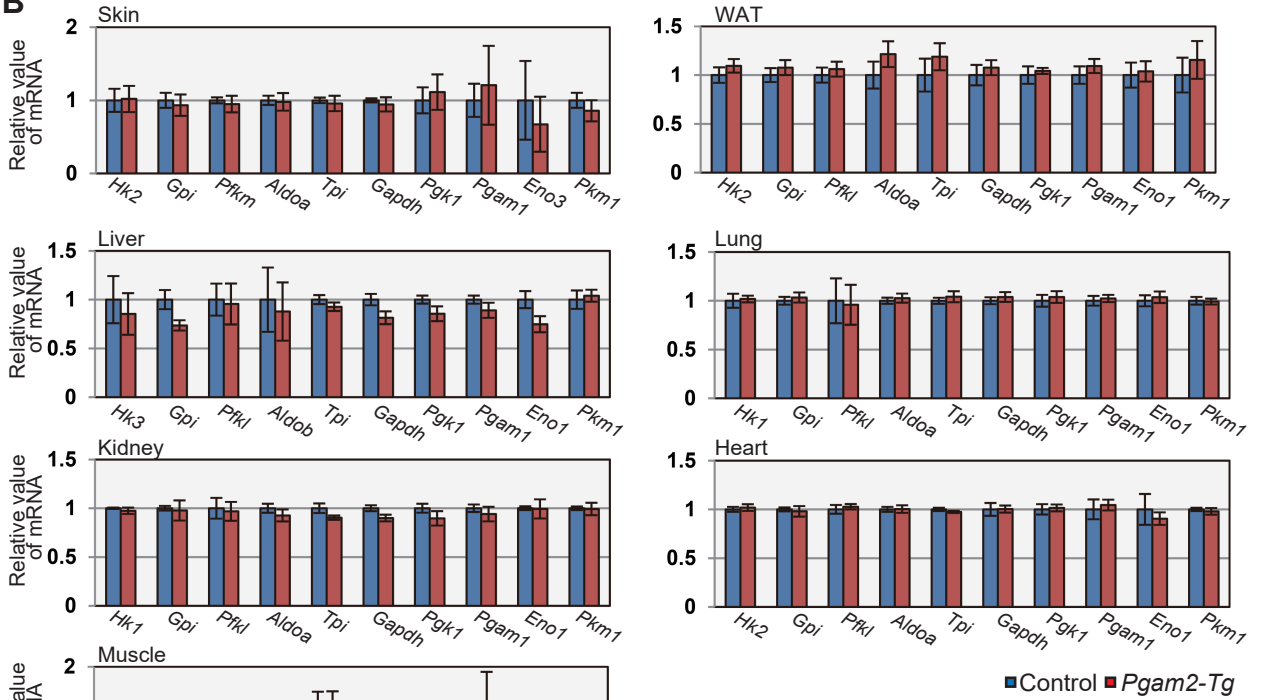 B
Skin
Relative value
of mRNA
2
1
0
Hk2 Gpi Pfkm Aldoa Tpi Gapdh Pgk1 Pgam1 Eno3 Pkm1
WAT
1.5
1
0.5
0
Hk2 Gpi Pfkl Aldoa Tpi Gapdh Pgk1 Pgam1 Eno1 Pkm1
Liver
Relative value
of mRNA
1.5
1
0.5
0
Hk3 Gpi Pfkl Aldob Tpi Gapdh Pgk1 Pgam1 Eno1 Pkm1
Lung
1.5
1
0.5
0
Hk1 Gpi Pfkl Aldoa Tpi Gapdh Pgk1 Pgam1 Eno1 Pkm1
Kidney
Relative value
of mRNA
1.5
1
0.5
0
Hk1 Gpi Pfkl Aldoa Tpi Gapdh Pgk1 Pgam1 Eno1 Pkm1
Heart
1.5
1
0.5
0
Hk2 Gpi Pfkl Aldoa Tpi Gapdh Pgk1 Pgam1 Eno1 Pkm1
Muscle
2
Control Pgam2-Tg